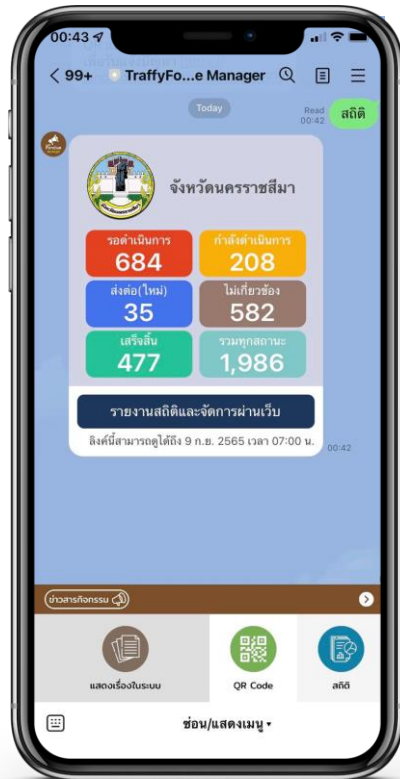 00:43
99+ TraffyFo...e Manager
Today
Read
00:42
สถิติ
จังหวัดนครราชสีมา
รอดำเนินการ
684
กำลังดำเนินการ
208
ส่งต่อ(ใหม่)
35
ไม่เกี่ยวข้อง
582
เสร็จสิ้น
477
รวมทุกสถานะ
1,986
รายงานสถิติและจัดการผ่านเว็บ
ลิงค์นี้สามารถดูได้ถึง 9 ก.ย. 2565 เวลา 07:00 น.
00:42
ข่าวสารกิจกรรม
แสดงเรื่องในระบบ
QR Code
สถิติ
ซ่อน/แสดงเมนู